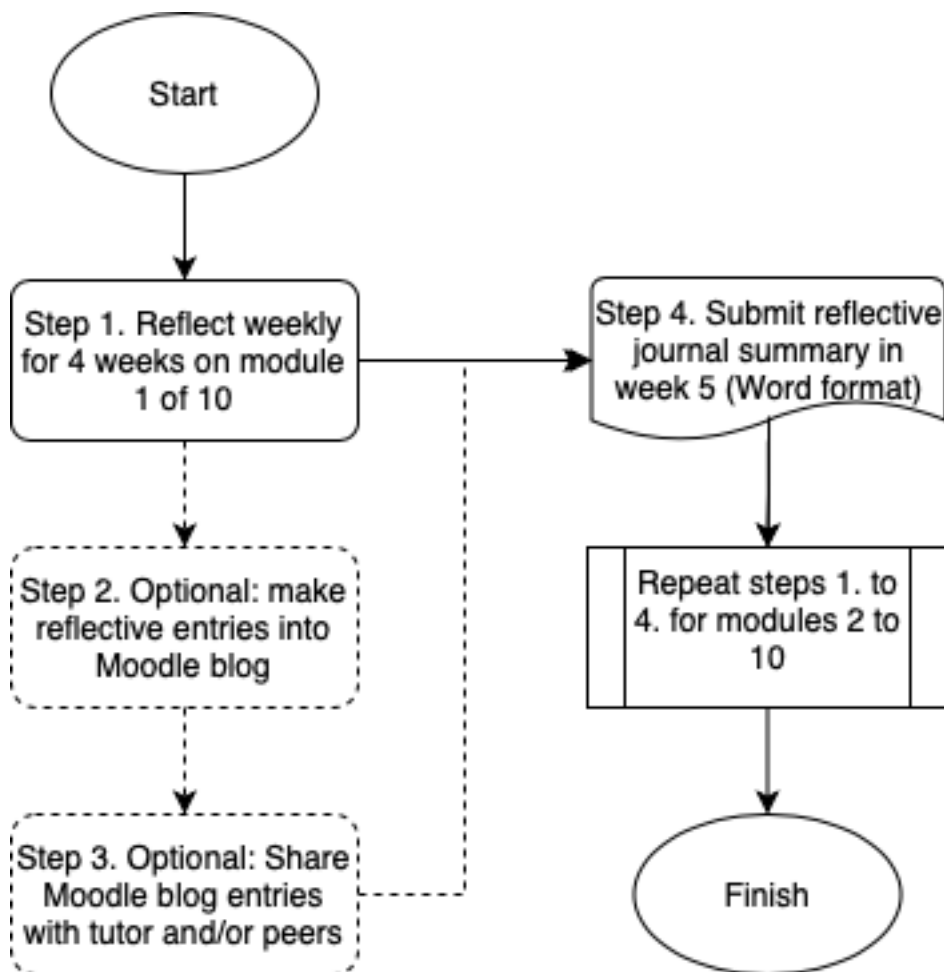 Start
Step 1. Reflect weekly
for 4 weeks on module
1 of 10
Step 2. Optional: make
reflective entries into
Moodle blog
Step 3. Optional: Share
Moodle blog entries
with tutor and/or peers
Step 4. Submit reflective
journal summary in
week 5 (Word format)
Repeat steps 1. to
4. for modules 2 to
10
Finish